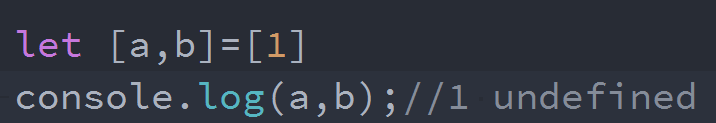 let [a,b]=[1]
console.log(a,b);//1 undefined